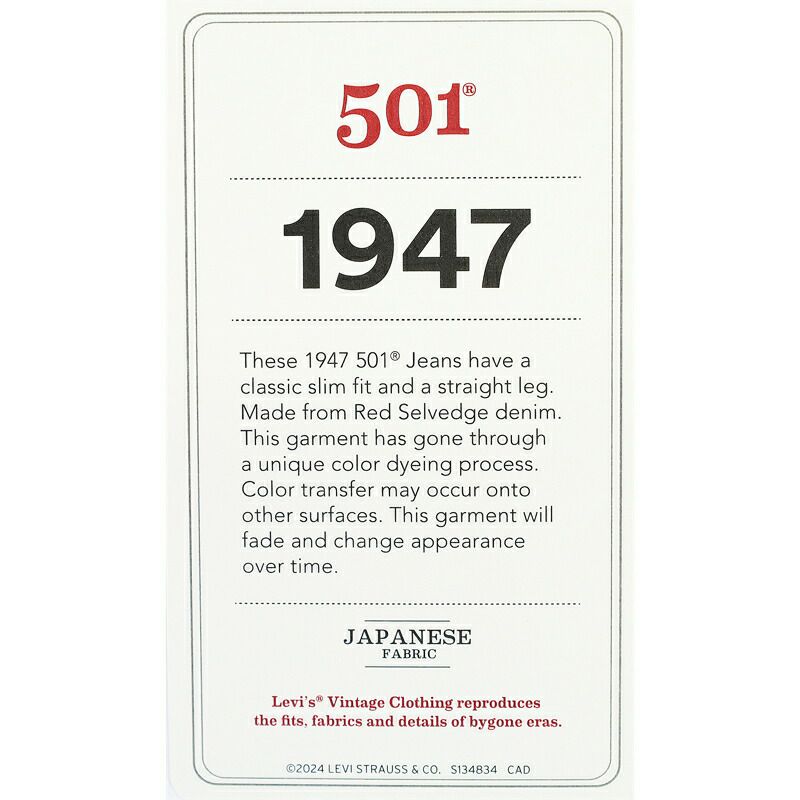 501®
1947
These 1947 501® Jeans have a
classic slim fit and a straight leg.
Made from Red Selvedge denim.
This garment has gone through
a unique color dyeing process.
Color transfer may occur onto
other surfaces. This garment will
fade and change appearance
over time.
JAPANESE
FABRIC
Levi's® Vintage Clothing reproduces
the fits, fabrics and details of bygone eras.
©2024 LEVI STRAUSS & CO. S134834 CAD